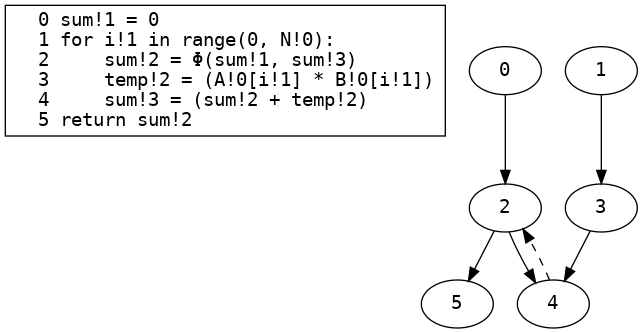 0 sum!1 = 0
1 for i!1 in range(0, N!0):
2     sum!2 = Φ(sum!1, sum!3)
3     temp!2 = (A!0[i!1] * B!0[i!1])
4     sum!3 = (sum!2 + temp!2)
5 return sum!2
0 1
2 3
5 4